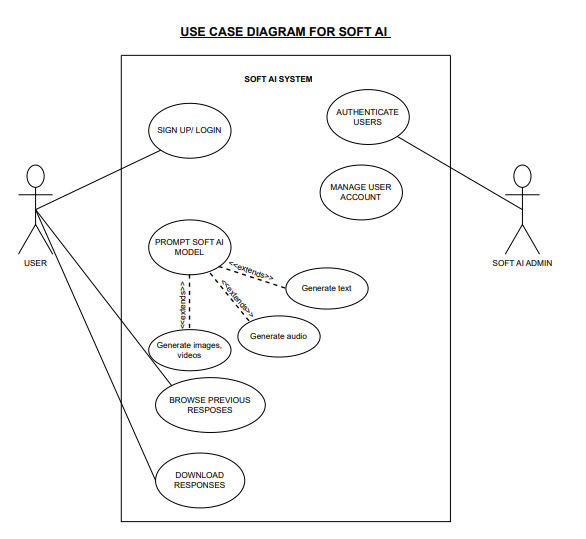 USE CASE DIAGRAM FOR SOFT AI
SOFT AI SYSTEM
SIGN UP/ LOGIN
AUTHENTICATE
USERS
MANAGE USER
ACCOUNT
USER
SOFT AI ADMIN
PROMPT SOFT AI
MODEL
<<extends>>
<<extends>>
<<extends>>
Generate text
Generate audio
Generate images,
videos
BROWSE PREVIOUS
RESPOSES
DOWNLOAD
RESPONSES